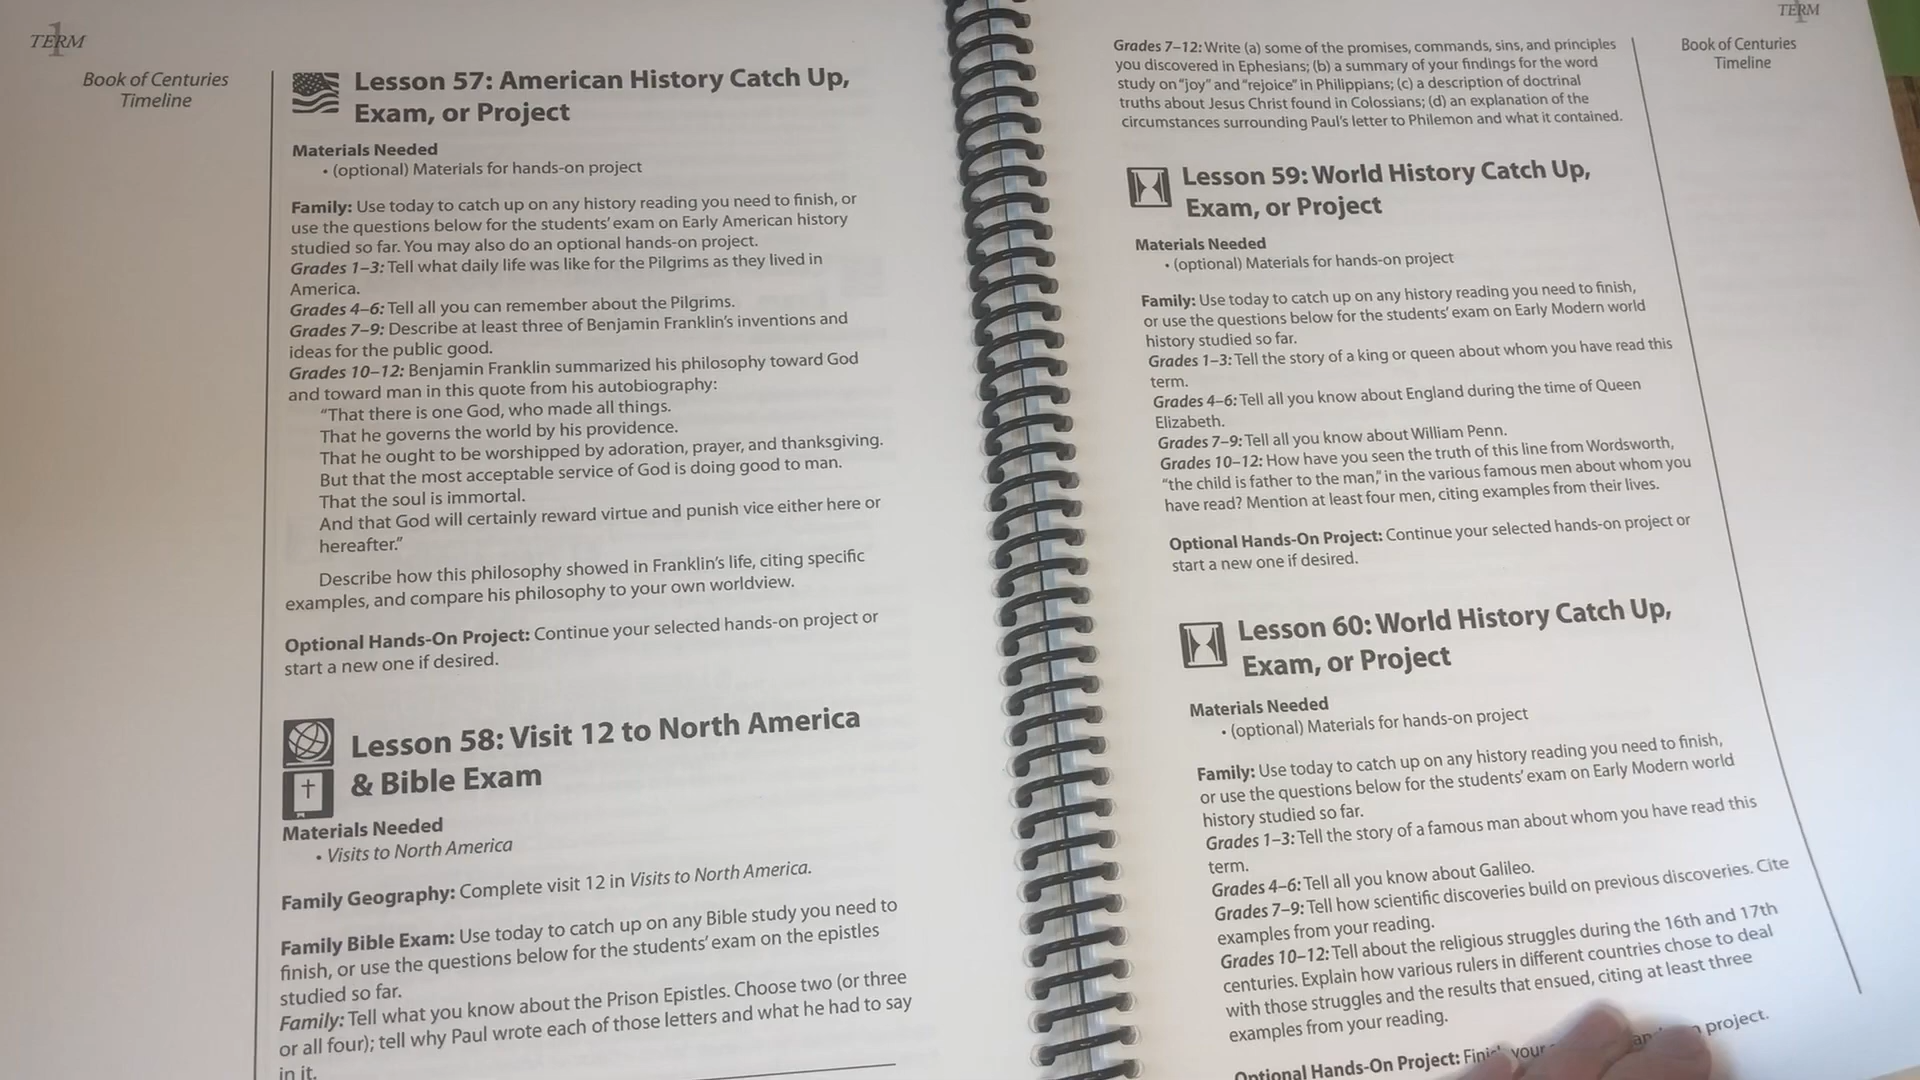 TERM
1
Book of Centuries
Timeline
Lesson 57: American History Catch Up,
Exam, or Project
Materials Needed
• (optional) Materials for hands-on project
Family: Use today to catch up on any history reading you need to finish, or
use the questions below for the students' exam on Early American history
studied so far. You may also do an optional hands-on project.
Grades 1–3: Tell what daily life was like for the Pilgrims as they lived in
America.
Grades 4–6: Tell all you can remember about the Pilgrims.
Grades 7–9: Describe at least three of Benjamin Franklin's inventions and
ideas for the public good.
Grades 10–12: Benjamin Franklin summarized his philosophy toward God
and toward man in this quote from his autobiography:
"That there is one God, who made all things.
That he governs the world by his providence.
That he ought to be worshipped by adoration, prayer, and thanksgiving.
But that the most acceptable service of God is doing good to man.
That the soul is immortal.
And that God will certainly reward virtue and punish vice either here or
hereafter."
Describe how this philosophy showed in Franklin's life, citing specific
examples, and compare his philosophy to your own worldview.
Optional Hands-On Project: Continue your selected hands-on project or
start a new one if desired.
Lesson 58: Visit 12 to North America
& Bible Exam
Materials Needed
• Visits to North America
Family Geography: Complete visit 12 in Visits to North America.
Family Bible Exam: Use today to catch up on any Bible study you need to
finish, or use the questions below for the students' exam on the epistles
studied so far.
Family: Tell what you know about the Prison Epistles. Choose two (or three
or all four); tell why Paul wrote each of those letters and what he had to say
in it.
TERM
1
Book of Centuries
Timeline
Grades 7–12: Write (a) some of the promises, commands, sins, and principles
you discovered in Ephesians; (b) a summary of your findings for the word
study on "joy" and "rejoice" in Philippians; (c) a description of doctrinal
truths about Jesus Christ found in Colossians; (d) an explanation of the
circumstances surrounding Paul's letter to Philemon and what it contained.
Lesson 59: World History Catch Up,
Exam, or Project
Materials Needed
• (optional) Materials for hands-on project
Family: Use today to catch up on any history reading you need to finish,
or use the questions below for the students' exam on Early Modern world
history studied so far.
Grades 1–3: Tell the story of a king or queen about whom you have read this
term.
Grades 4–6: Tell all you know about England during the time of Queen
Elizabeth.
Grades 7–9: Tell all you know about William Penn.
Grades 10–12: How have you seen the truth of this line from Wordsworth,
"the child is father to the man," in the various famous men about whom you
have read? Mention at least four men, citing examples from their lives.
Optional Hands-On Project: Continue your selected hands-on project or
start a new one if desired.
Lesson 60: World History Catch Up,
Exam, or Project
Materials Needed
• (optional) Materials for hands-on project
Family: Use today to catch up on any history reading you need to finish,
or use the questions below for the students' exam on Early Modern world
history studied so far.
Grades 1–3: Tell the story of a famous man about whom you have read this
term.
Grades 4–6: Tell all you know about Galileo.
Grades 7–9: Tell how scientific discoveries build on previous discoveries. Cite
examples from your reading.
Grades 10–12: Tell about the religious struggles during the 16th and 17th
centuries. Explain how various rulers in different countries chose to deal
with those struggles and the results that ensued, citing at least three
examples from your reading.
Optional Hands-On Project: your project.